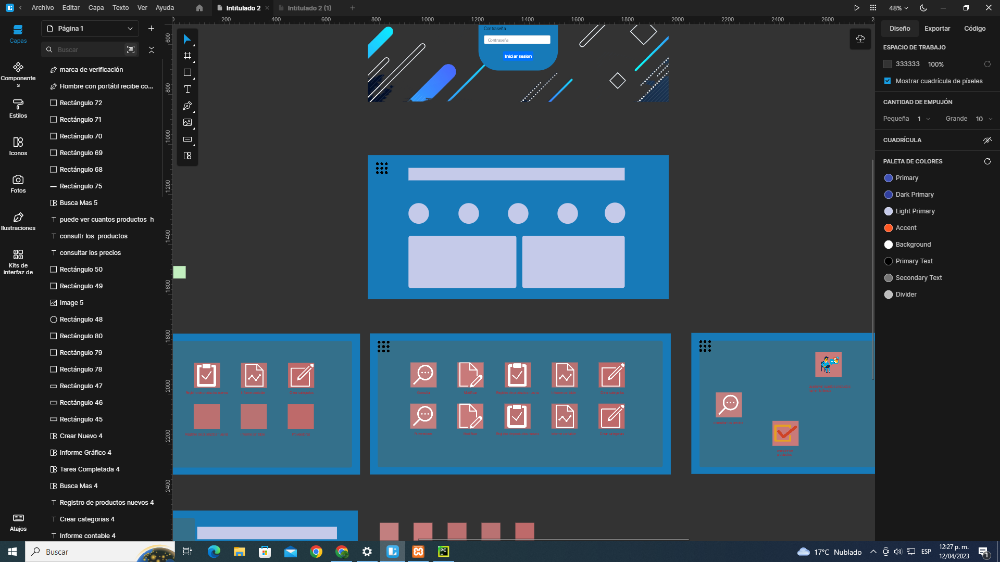 Archivo Editar Capa Texto Ver Ayuda
Intitulado 2
Intitulado 2 (1)
48%
Capas
Componentes
Estilos
Iconos
Fotos
Ilustraciones
Kits de interfaz de
Atajos
Página 1
Buscar
marca de verificación
Hombre con portátil recibe co...
Rectángulo 72
Rectángulo 71
Rectángulo 70
Rectángulo 69
Rectángulo 68
Rectángulo 75
Busca Mas 5
puede ver cuantos productos h
consultr los productos
consultar los precios
Rectángulo 50
Rectángulo 49
Image 5
Rectángulo 48
Rectángulo 80
Rectángulo 79
Rectángulo 78
Rectángulo 47
Rectángulo 46
Rectángulo 45
Crear Nuevo 4
Informe Gráfico 4
Tarea Completada 4
Busca Mas 4
Registro de productos nuevos 4
Crear categorias 4
Informe contable 4
0 200 400 600 800 1000 1200 1400 1600 1800 2000 2200 2400 2600 2
600
800
1000
1200
1400
1600
1800
2000
2200
2400
Contraseña
Contraseña
Iniciar sesion
Diseño Exportar Código
ESPACIO DE TRABAJO
333333 100%
Mostrar cuadrícula de píxeles
CANTIDAD DE EMPUJÓN
Pequeña 1 Grande 10
CUADRÍCULA
PALETA DE COLORES
Primary
Dark Primary
Light Primary
Accent
Background
Primary Text
Secondary Text
Divider
Buscar
PC
17°C Nublado
ESP
12:27 p. m.
12/04/2023
1